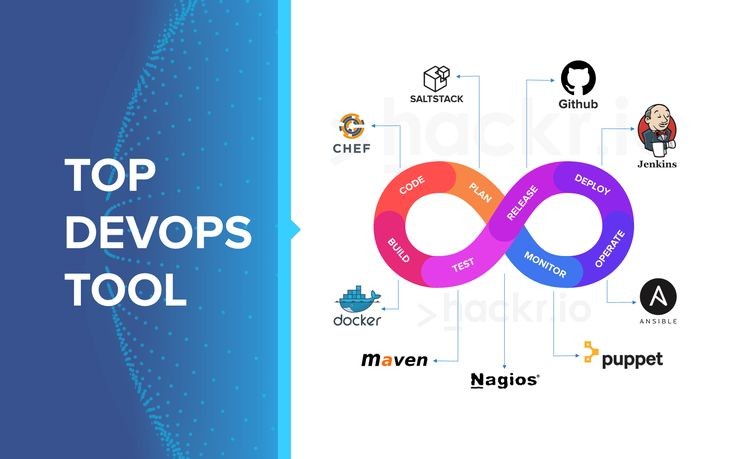 TOP
DEVOPS
TOOL
SALTSTACK
Github
CHEF
Jenkins
>hackr.io
CODE
PLAN
RELEASE
DEPLOY
BUILD
TEST
MONITOR
OPERATE
docker
>hackr.io
ANSIBLE
maven
Nagios®
puppet